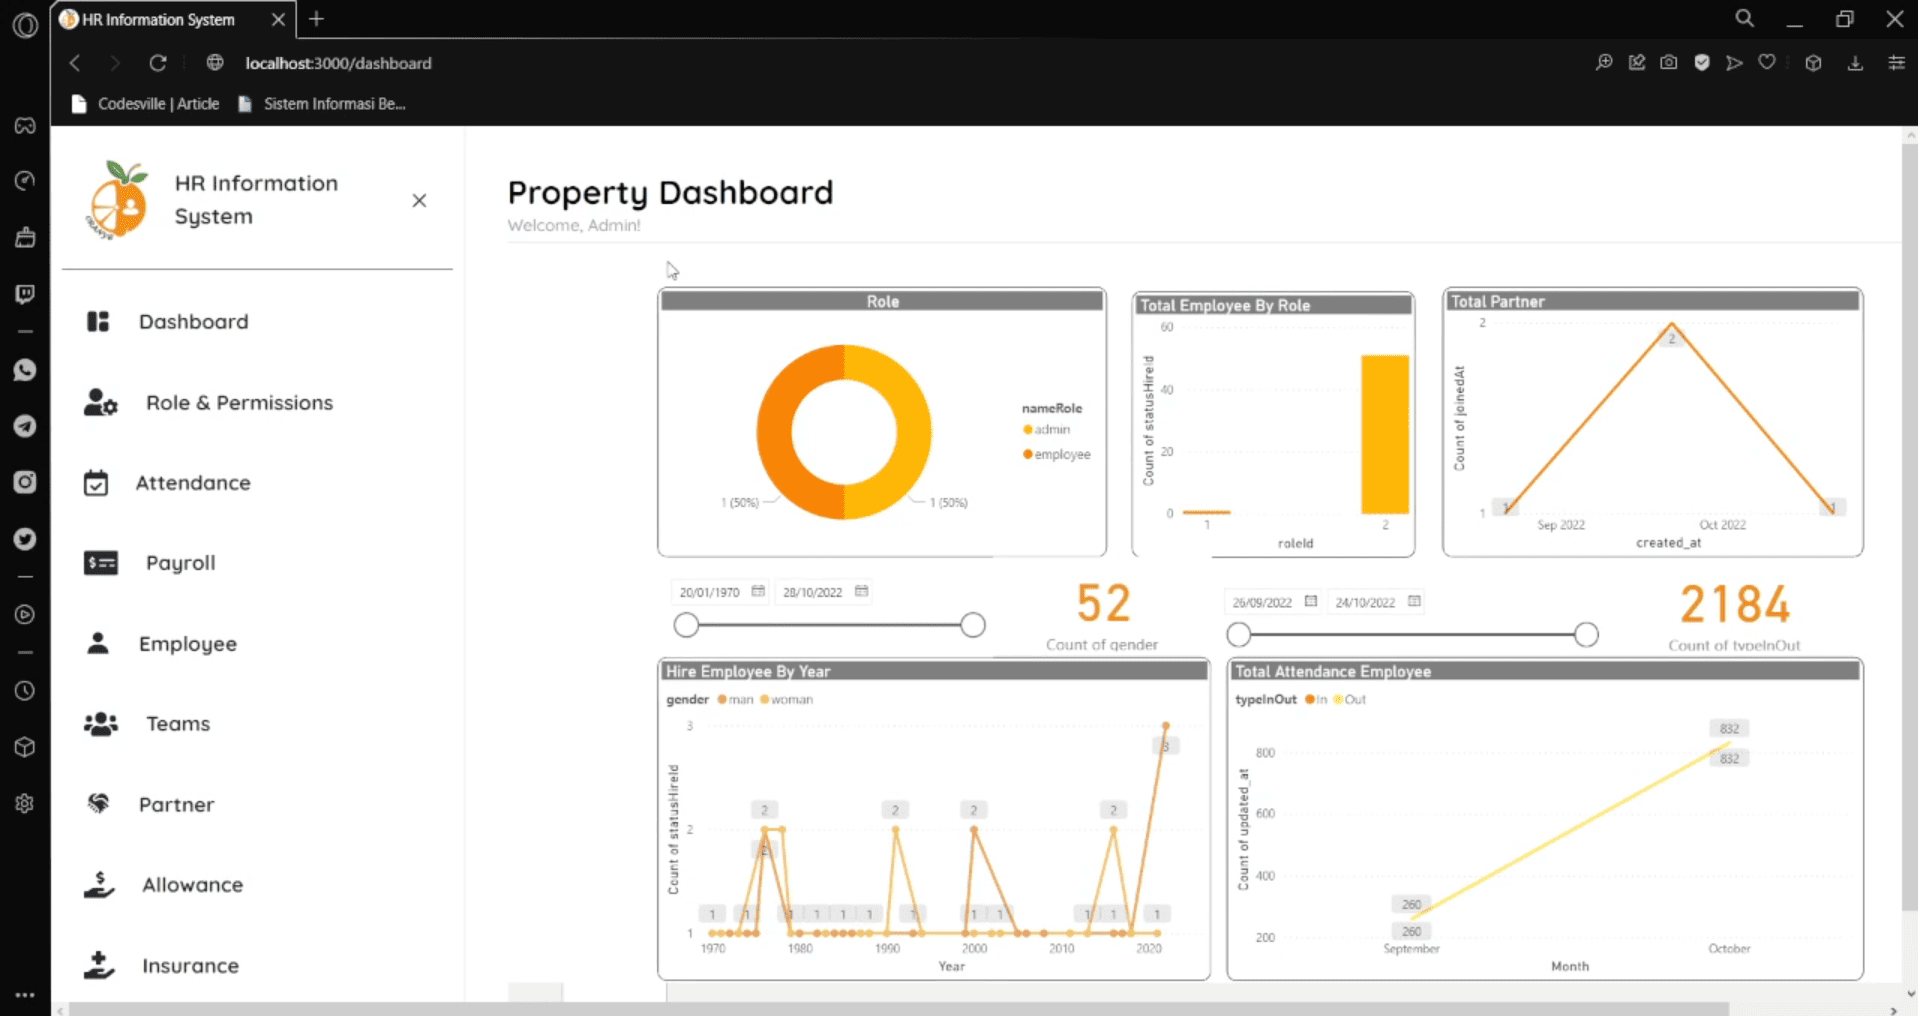 HR Information System
localhost:3000/dashboard
Codesville | Article
Sistem Informasi Be...
HR Information
System
Dashboard
Role & Permissions
Attendance
Payroll
Employee
Teams
Partner
Allowance
Insurance
Property Dashboard
Welcome, Admin!
Role
nameRole
admin
employee
1 (50%)
1 (50%)
Total Employee By Role
Count of statusHireId
60
40
20
0
1
2
roleId
Total Partner
Count of joinedAt
2
2
1
1
1
Sep 2022
Oct 2022
created_at
20/01/1970
28/10/2022
52
Count of gender
26/09/2022
24/10/2022
2184
Count of typeInOut
Hire Employee By Year
gender man woman
Count of statusHireId
3
3
2 2 2 2
2
2
1 1 1 1 1 1 1 1 1 1 1 1
1
1970 1980 1990 2000 2010 2020
Year
Total Attendance Employee
typeInOut In Out
Count of updated_at
832
832
800
600
400
260
260
200
September
October
Month